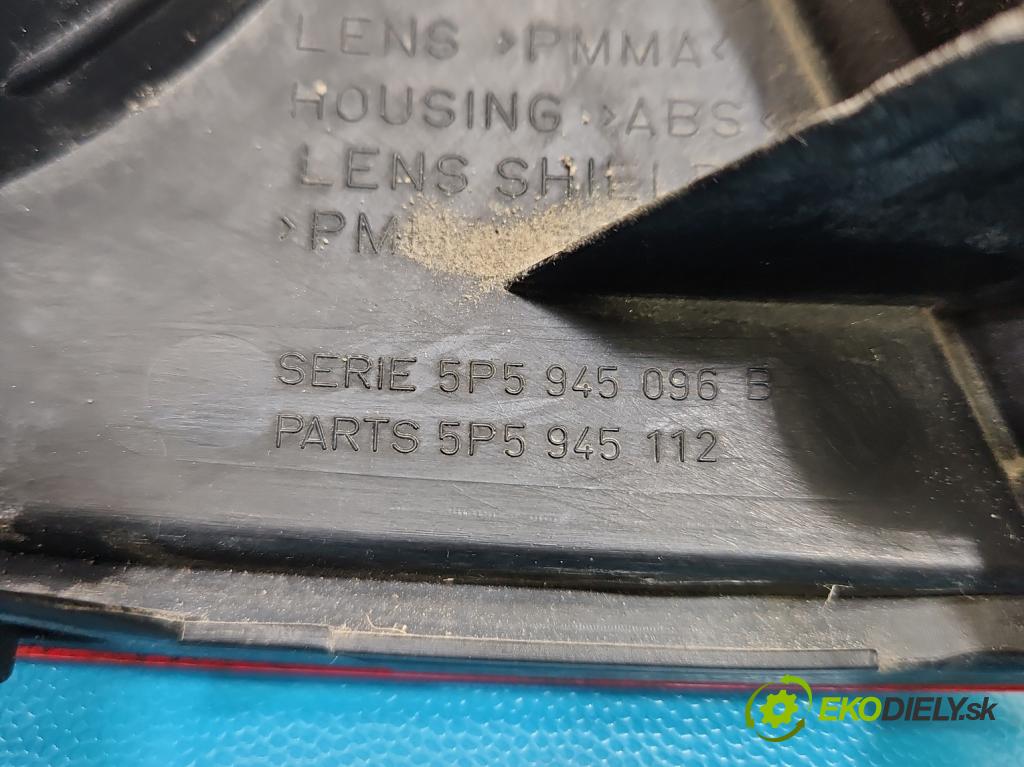 LENS >PMMA<
HOUSING >ABS<
LENS SHIEL
>PM
SERIE 5P5 945 096 B
PARTS 5P5 945 112
EKODIELY.sk